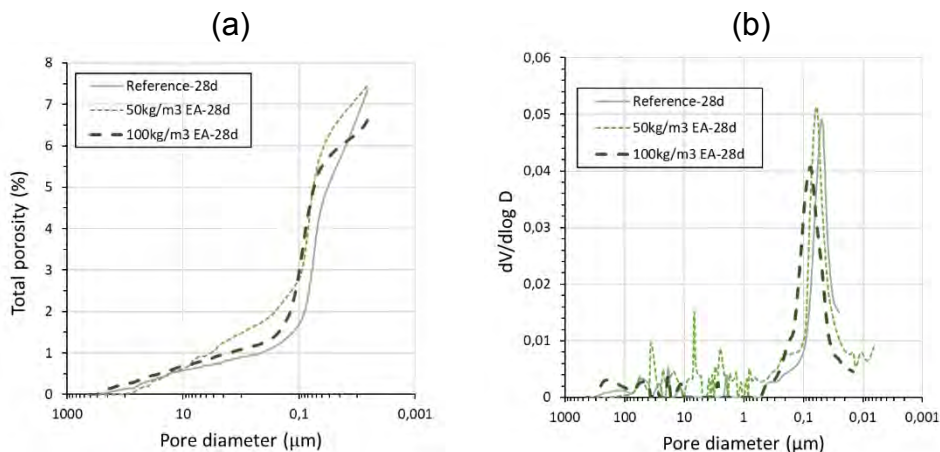 (a)
(b)
Total porosity (%)
8
7
6
5
4
3
2
1
0
Reference-28d
50kg/m3 EA-28d
100kg/m3 EA-28d
1000
10
0,1
0,001
Pore diameter (µm)
dV/dlog D
0,06
0,05
0,04
0,03
0,02
0,01
0
Reference-28d
50kg/m3 EA-28d
100kg/m3 EA-28d
1000
100
10
1
0,1
0,01
0,001
Pore diameter (µm)